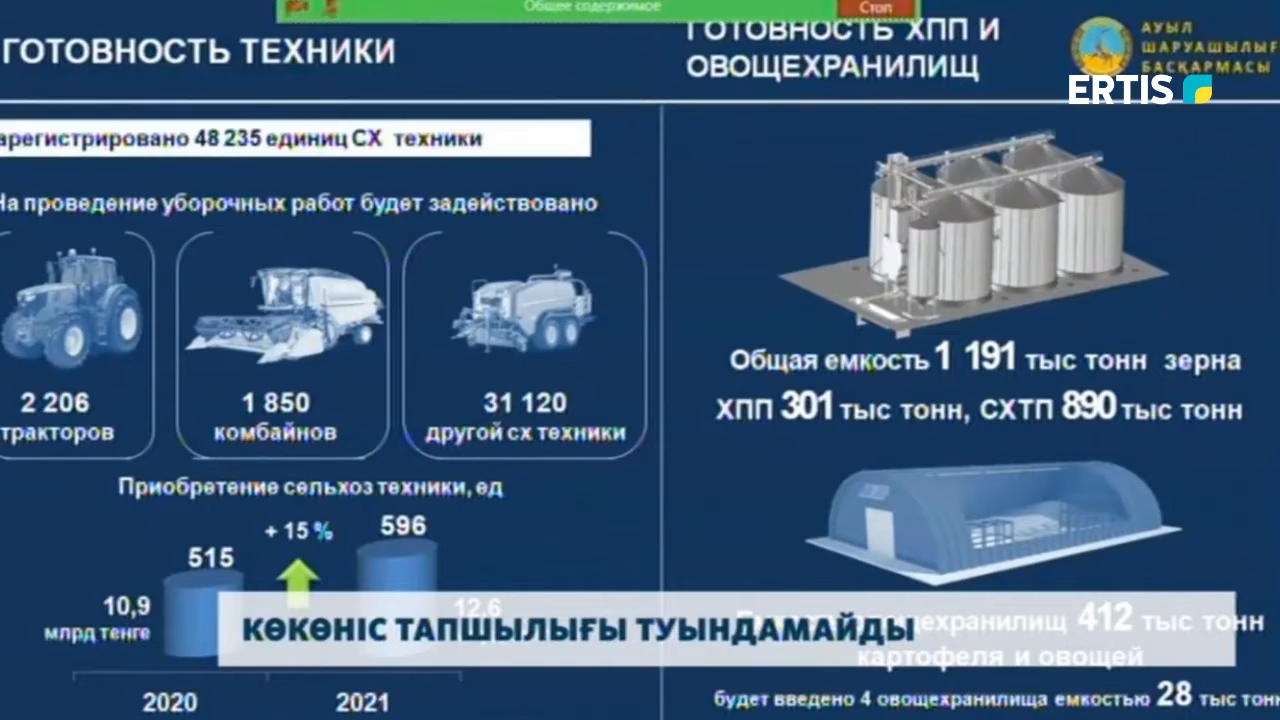 Общее содержимое
Стоп
ГОТОВНОСТЬ ТЕХНИКИ
ГОТОВНОСТЬ ХПП И
ОВОЩЕХРАНИЛИЩ
АУЫЛ
ШАРУАШЫЛЫҒ
БАСҚАРМАСЫ
ERTIS
арегистрировано 48 235 единиц СХ техники
На проведение уборочных работ будет задействовано
2 206
тракторов
1 850
комбайнов
31 120
другой сх техники
Приобретение сельхоз техники, ед
+ 15 %
515
596
10,9
млрд тенге
12,6
2020
2021
Общая емкость 1 191 тыс тонн зерна
ХПП 301 тыс тонн, СХТП 890 тыс тонн
412 тыс тонн
картофеля и овощей
будет введено 4 овощехранилища емкостью 28 тыс тонн
КӨКӨНІС ТАПШЫЛЫҒЫ ТУЫНДАМАЙДЫ